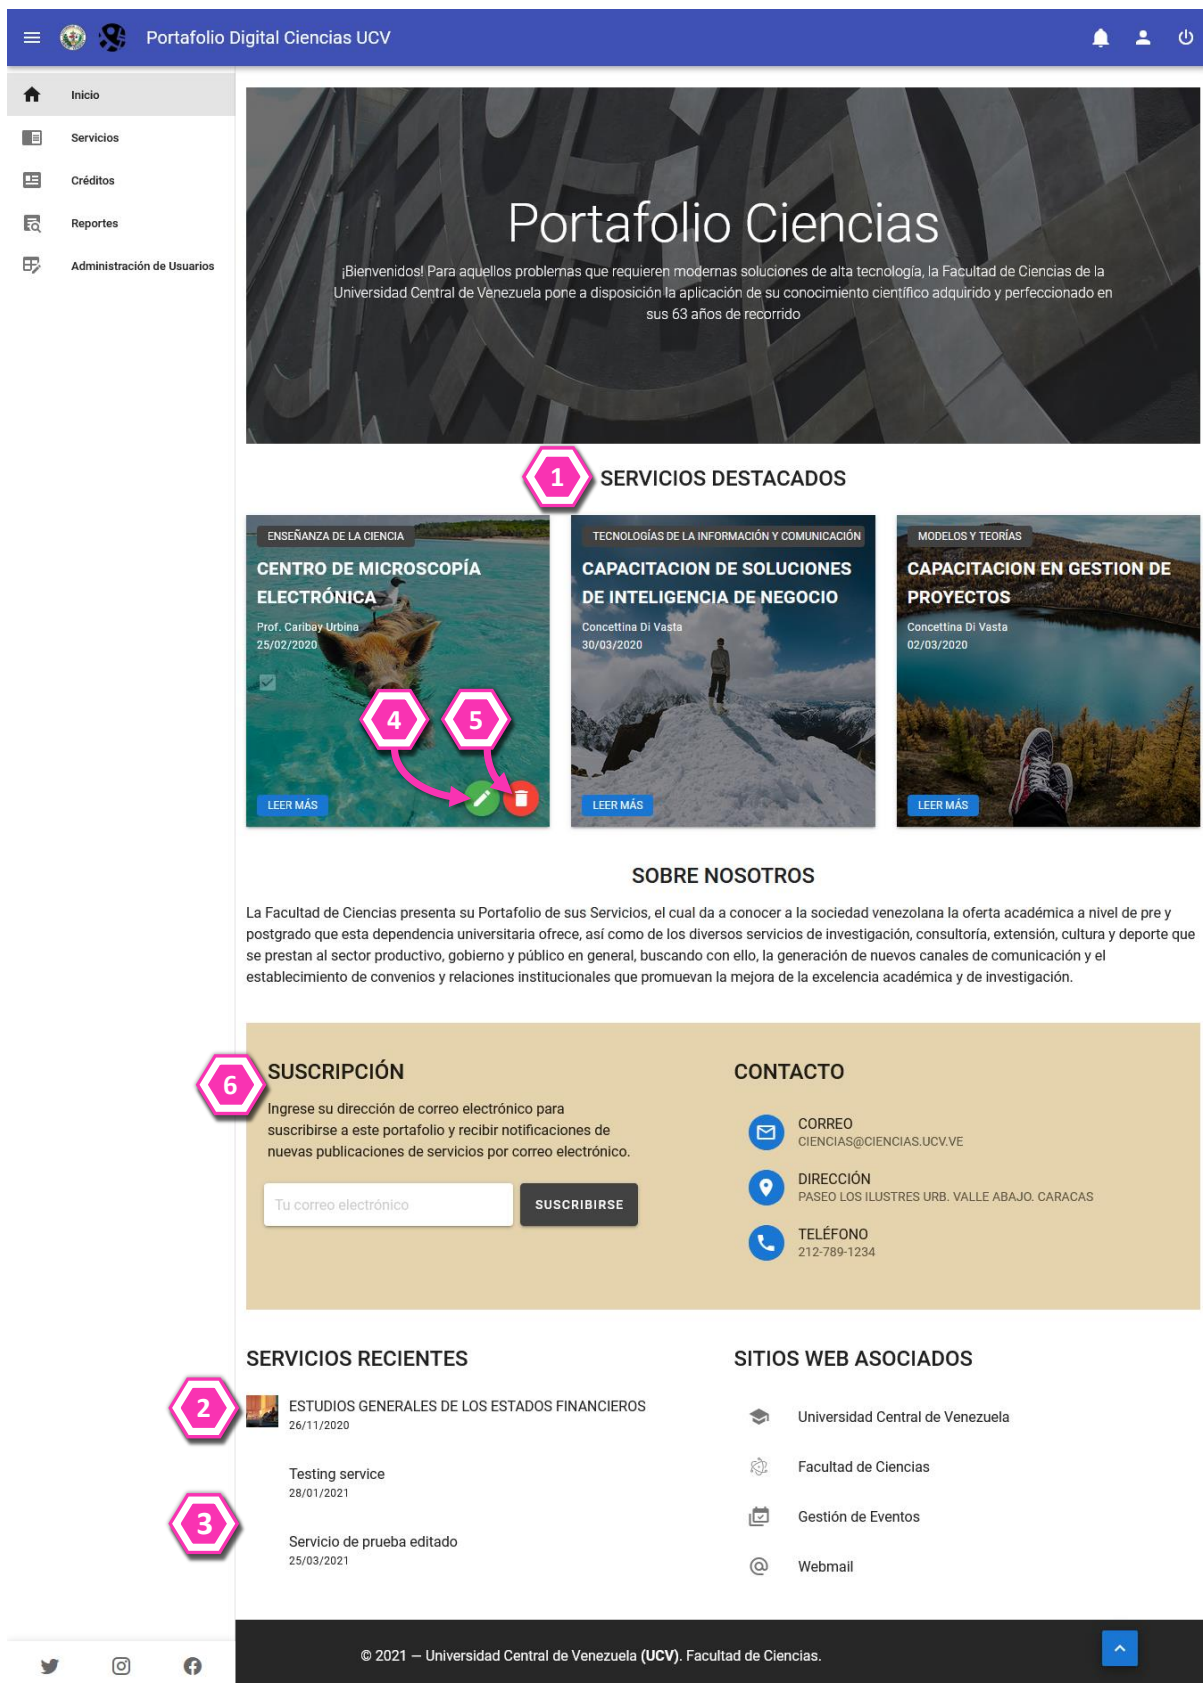 Portafolio Digital Ciencias UCV
Inicio
Servicios
Créditos
Reportes
Administración de Usuarios
Portafolio Ciencias
¡Bienvenidos! Para aquellos problemas que requieren modernas soluciones de alta tecnología, la Facultad de Ciencias de la
Universidad Central de Venezuela pone a disposición la aplicación de su conocimiento científico adquirido y perfeccionado en
sus 63 años de recorrido
1
SERVICIOS DESTACADOS
ENSEÑANZA DE LA CIENCIA
CENTRO DE MICROSCOPÍA
ELECTRÓNICA
Prof. Caribay Urbina
25/02/2020
4
5
LEER MÁS
TECNOLOGÍAS DE LA INFORMACIÓN Y COMUNICACIÓN
CAPACITACION DE SOLUCIONES
DE INTELIGENCIA DE NEGOCIO
Concettina Di Vasta
30/03/2020
LEER MÁS
MODELOS Y TEORÍAS
CAPACITACION EN GESTION DE
PROYECTOS
Concettina Di Vasta
02/03/2020
LEER MÁS
SOBRE NOSOTROS
La Facultad de Ciencias presenta su Portafolio de sus Servicios, el cual da a conocer a la sociedad venezolana la oferta académica a nivel de pre y
postgrado que esta dependencia universitaria ofrece, así como de los diversos servicios de investigación, consultoría, extensión, cultura y deporte que
se prestan al sector productivo, gobierno y público en general, buscando con ello, la generación de nuevos canales de comunicación y el
establecimiento de convenios y relaciones institucionales que promuevan la mejora de la excelencia académica y de investigación.
6
SUSCRIPCIÓN
Ingrese su dirección de correo electrónico para
suscribirse a este portafolio y recibir notificaciones de
nuevas publicaciones de servicios por correo electrónico.
Tu correo electrónico
SUSCRIBIRSE
CONTACTO
CORREO
CIENCIAS@CIENCIAS.UCV.VE
DIRECCIÓN
PASEO LOS ILUSTRES URB. VALLE ABAJO. CARACAS
TELÉFONO
212-789-1234
SERVICIOS RECIENTES
2
ESTUDIOS GENERALES DE LOS ESTADOS FINANCIEROS
26/11/2020
Testing service
28/01/2021
3
Servicio de prueba editado
25/03/2021
SITIOS WEB ASOCIADOS
Universidad Central de Venezuela
Facultad de Ciencias
Gestión de Eventos
Webmail
© 2021 — Universidad Central de Venezuela (UCV). Facultad de Ciencias.